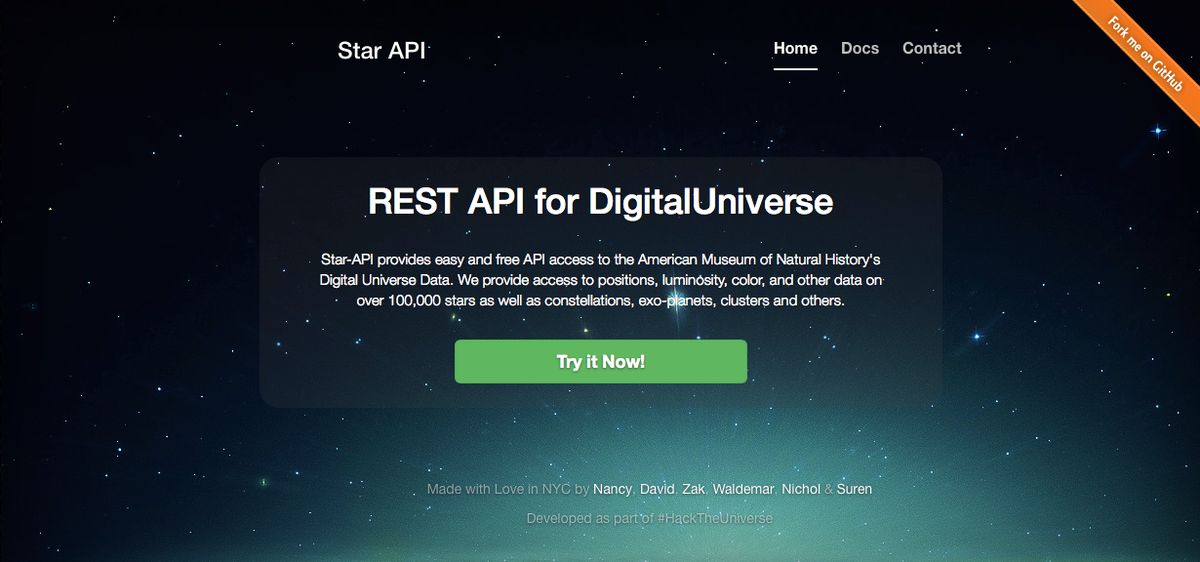 Star API
Home Docs Contact
Fork me on GitHub
REST API for DigitalUniverse
Star-API provides easy and free API access to the American Museum of Natural History's
Digital Universe Data. We provide access to positions, luminosity, color, and other data on
over 100,000 stars as well as constellations, exo-planets, clusters and others.
Try it Now!
Made with Love in NYC by Nancy, David, Zak, Waldemar, Nichol & Suren
Developed as part of #HackTheUniverse